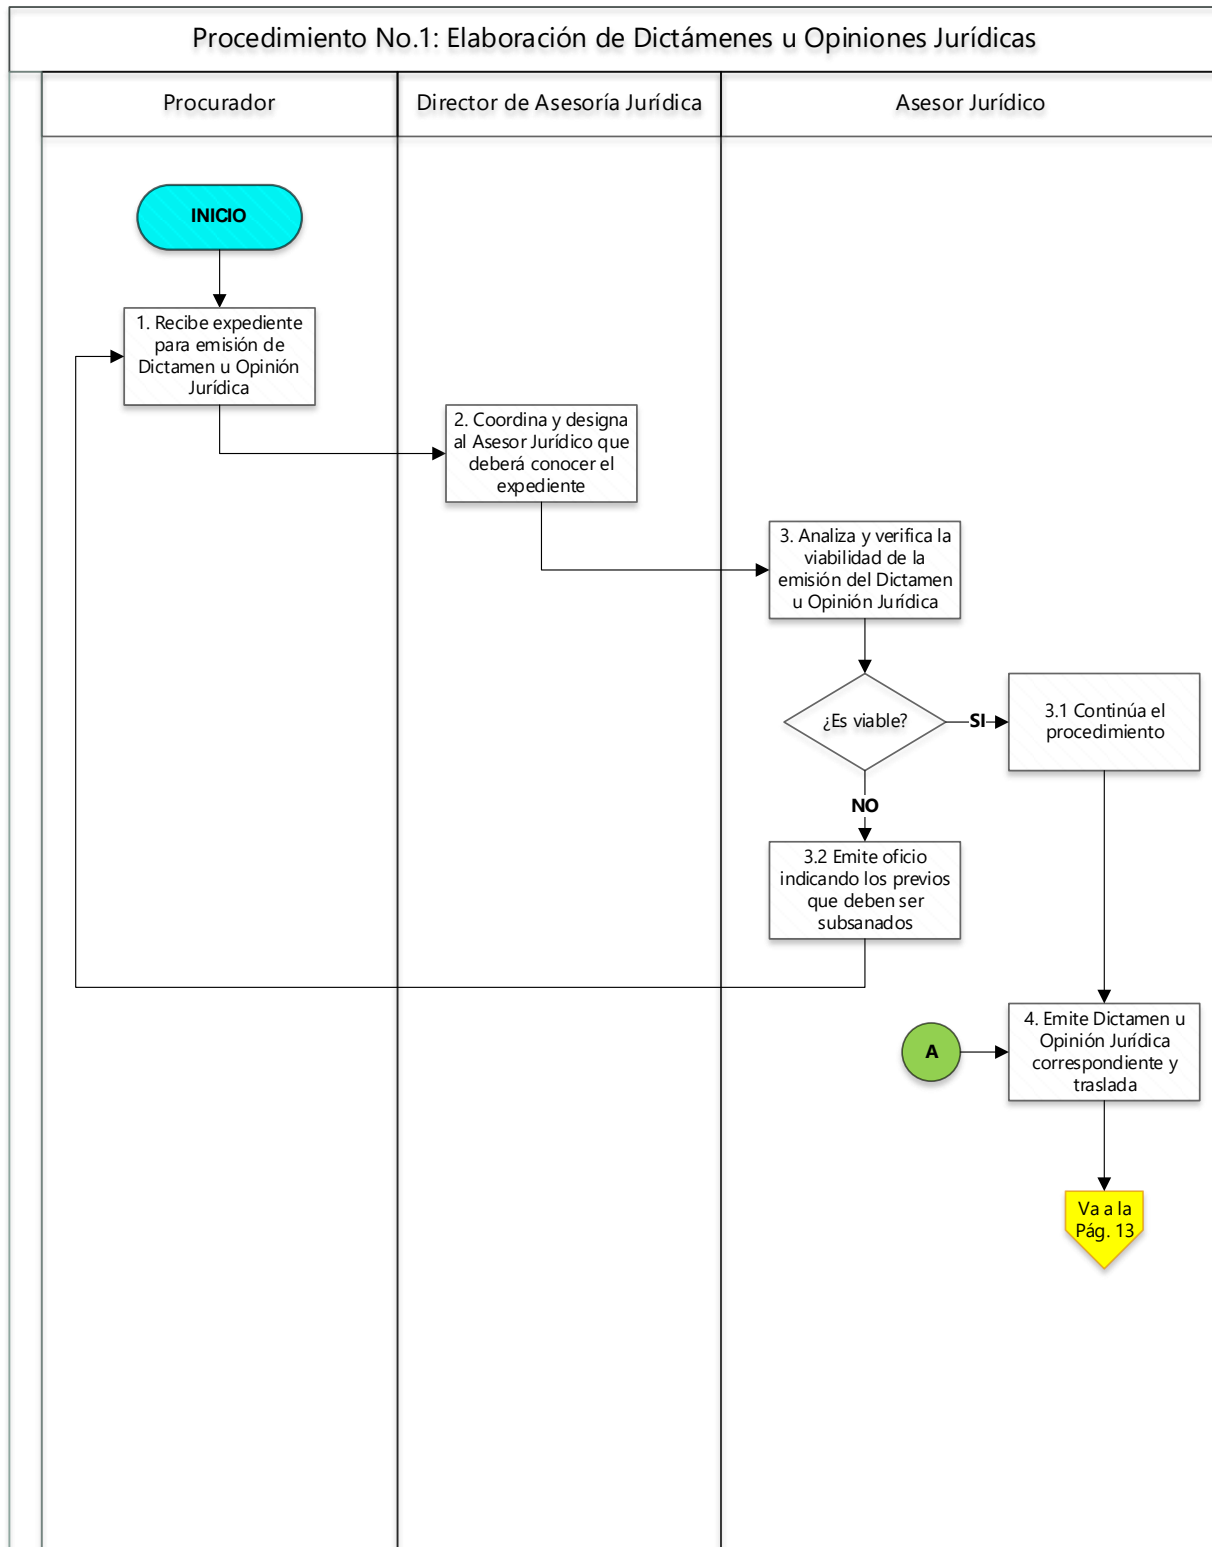 Procedimiento No.1: Elaboración de Dictámenes u Opiniones Jurídicas
Procurador
Director de Asesoría Jurídica
Asesor Jurídico
INICIO
1. Recibe expediente
para emisión de
Dictamen u Opinión
Jurídica
2. Coordina y designa
al Asesor Jurídico que
deberá conocer el
expediente
3. Analiza y verifica la
viabilidad de la
emisión del Dictamen
u Opinión Jurídica
¿Es viable?
SI
3.1 Continúa el
procedimiento
NO
3.2 Emite oficio
indicando los previos
que deben ser
subsanados
A
4. Emite Dictamen u
Opinión Jurídica
correspondiente y
traslada
Va a la
Pág. 13